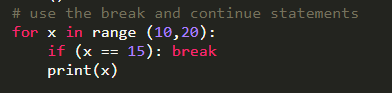 # use the break and continue statements
for x in range (10,20):
    if (x == 15): break
    print(x)